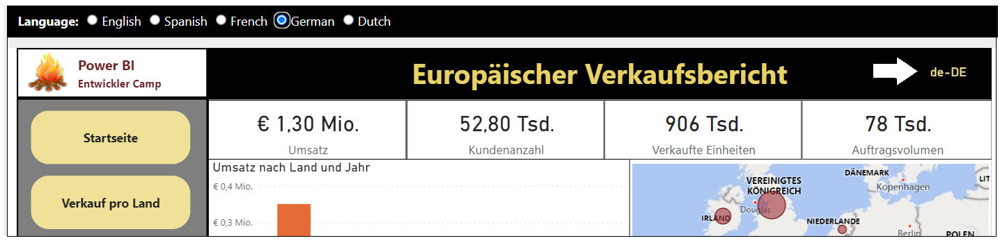 Language: English Spanish French German Dutch
Power BI
Entwickler Camp
Europäischer Verkaufsbericht
de-DE
Startseite
Verkauf pro Land
€ 1,30 Mio.
Umsatz
52,80 Tsd.
Kundenanzahl
906 Tsd.
Verkaufte Einheiten
78 Tsd.
Auftragsvolumen
Umsatz nach Land und Jahr
€ 0,4 Mio.
€ 0,3 Mio.
DÄNEMARK
Kopenhagen
LIT
VEREINIGTES
KÖNIGREICH
Douglas
IRLAND
NIEDERLANDE
Berlin
POLEN